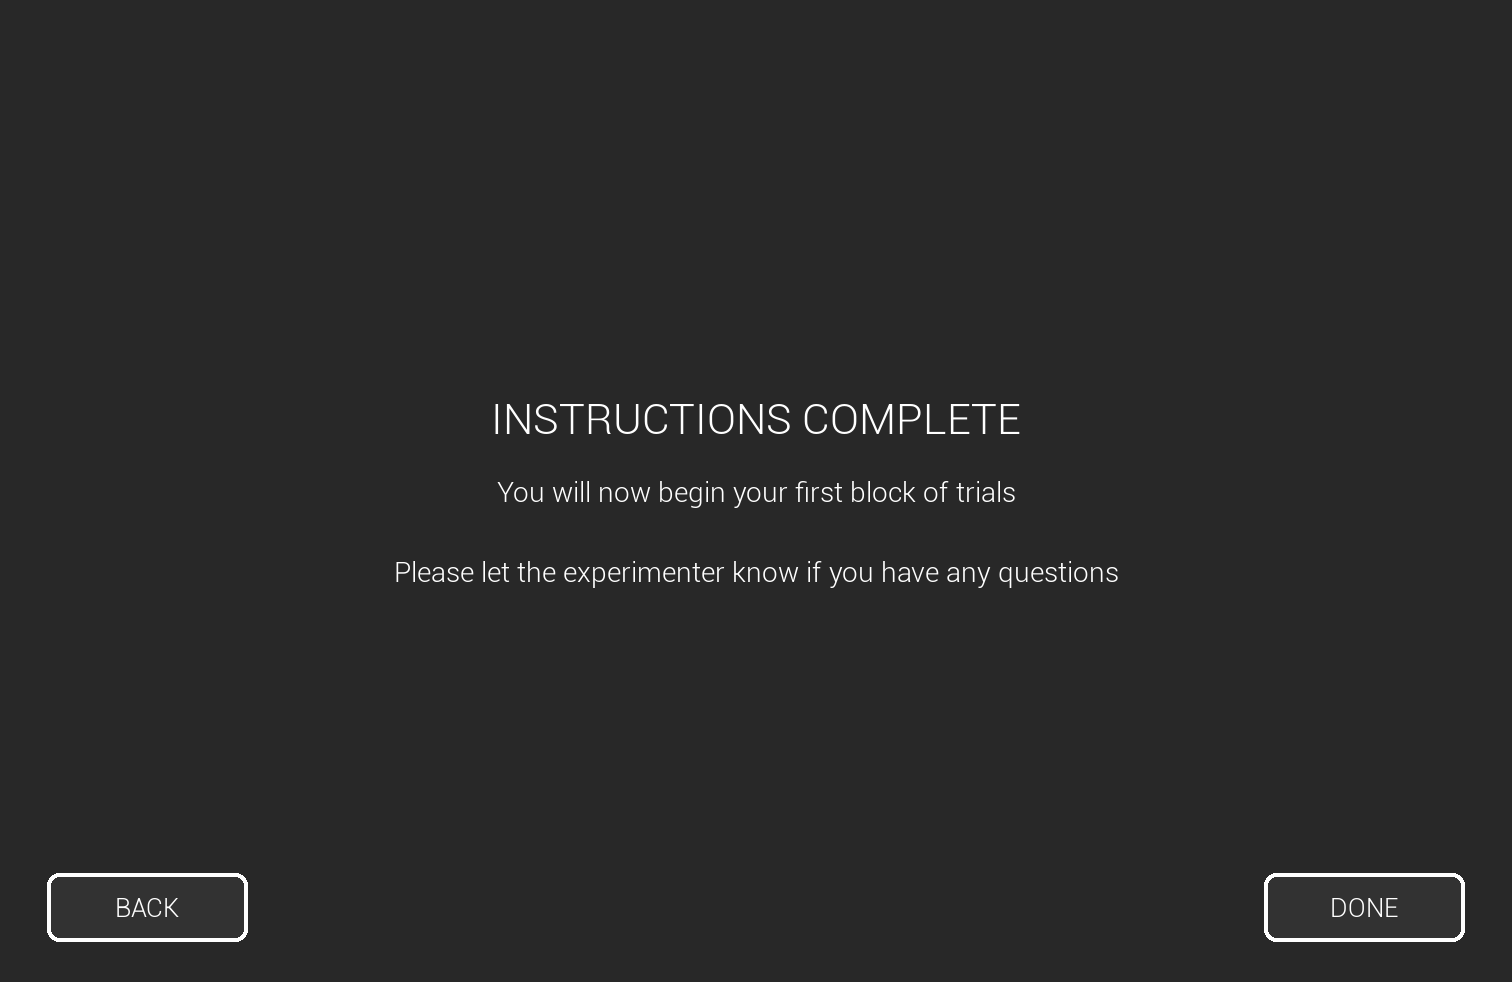 INSTRUCTIONS COMPLETE
You will now begin your first block of trials
Please let the experimenter know if you have any questions
BACK
DONE